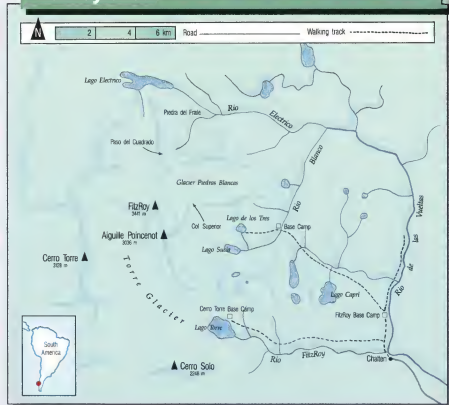 N
2 4 6 km
Road
Walking track
Lago Electrico
Piedra del Fraile
Rio Electrico
Paso del Cuadrado
Rio Blanco
Glaciar Piedras Blancas
FitzRoy
Col Superior
Lago de los Tres
Base Camp
Aiguille Poincenot
3036 m
Lago Sucia
Cerro Torre
3128 m
Torre Glacier
Rio de las Vueltas
Lago Capri
Cerro Torre Base Camp
FitzRoy Base Camp
Lago Torre
Rio FitzRoy
Chalten
South
America
Cerro Solo
2248 m